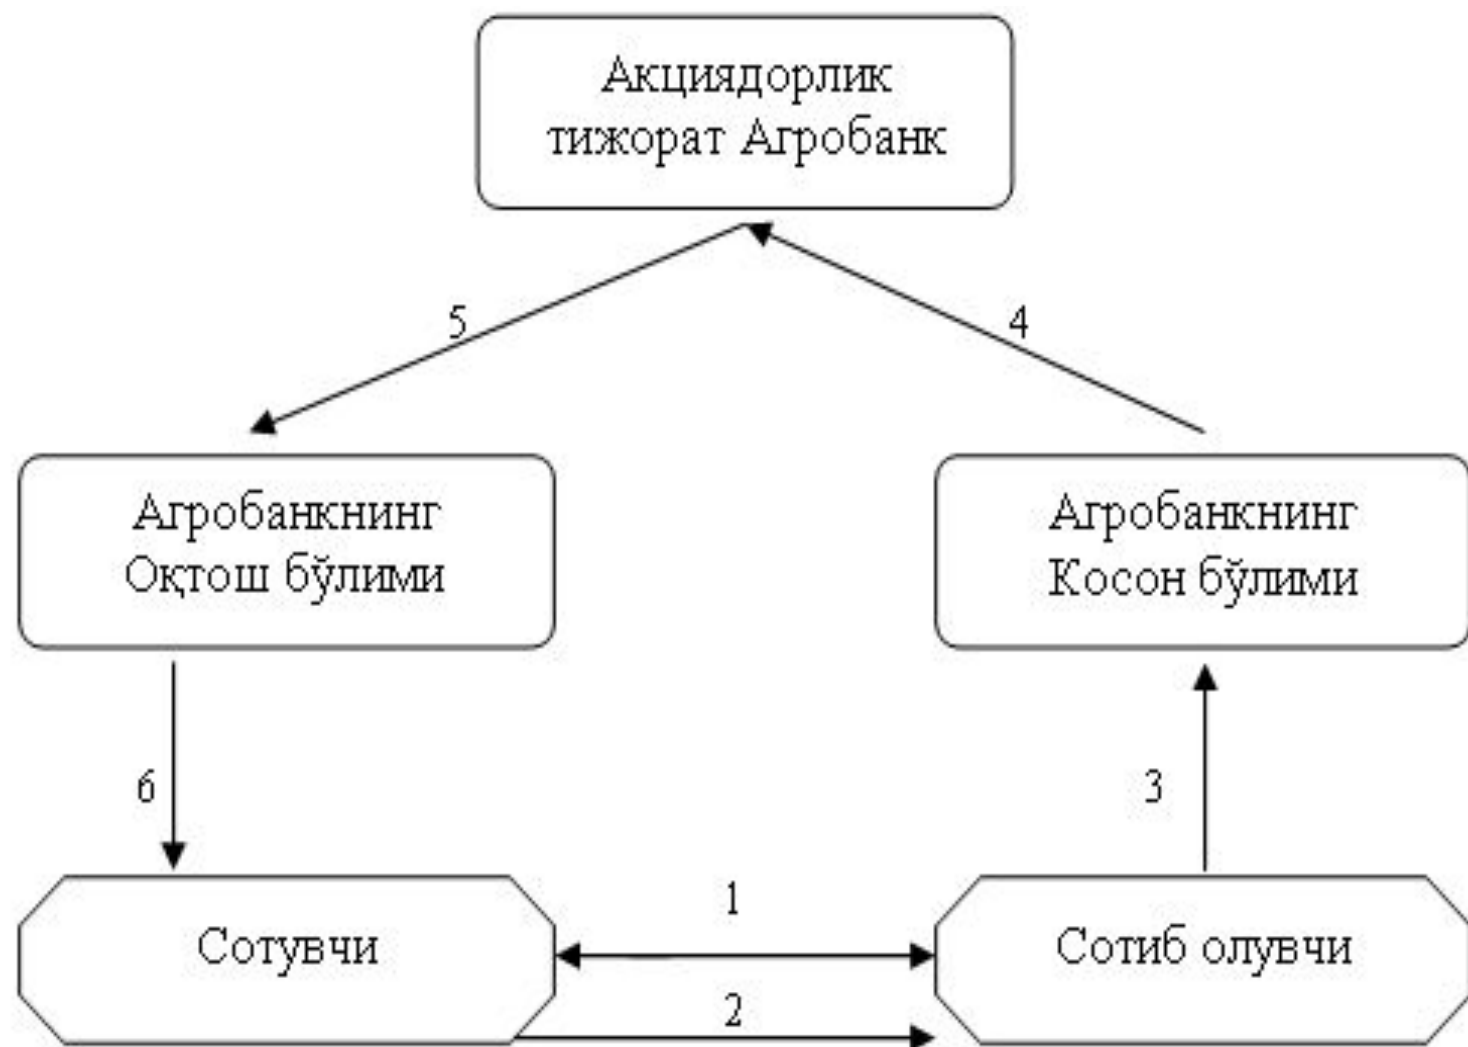 Акциядорлик
тижорат Агробанк
5
4
Агробанкнинг
Оқтош бўлими
Агробанкнинг
Косон бўлими
6
3
1
Сотувчи
Сотиб олувчи
2